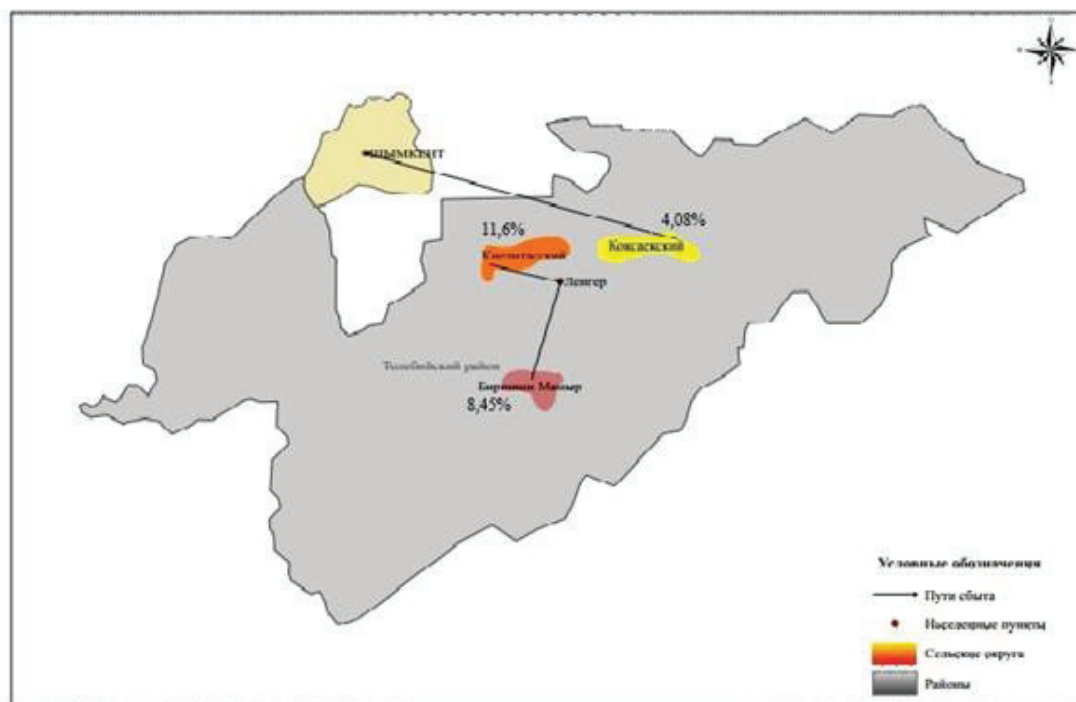 ШЫМКЕНТ
11,6%
4,08%
Коксаекский
Ленгер
Толебийский район
8,45%
Условные обозначения
Пути сбыта
Населенные пункты
Сельские округа
Районы